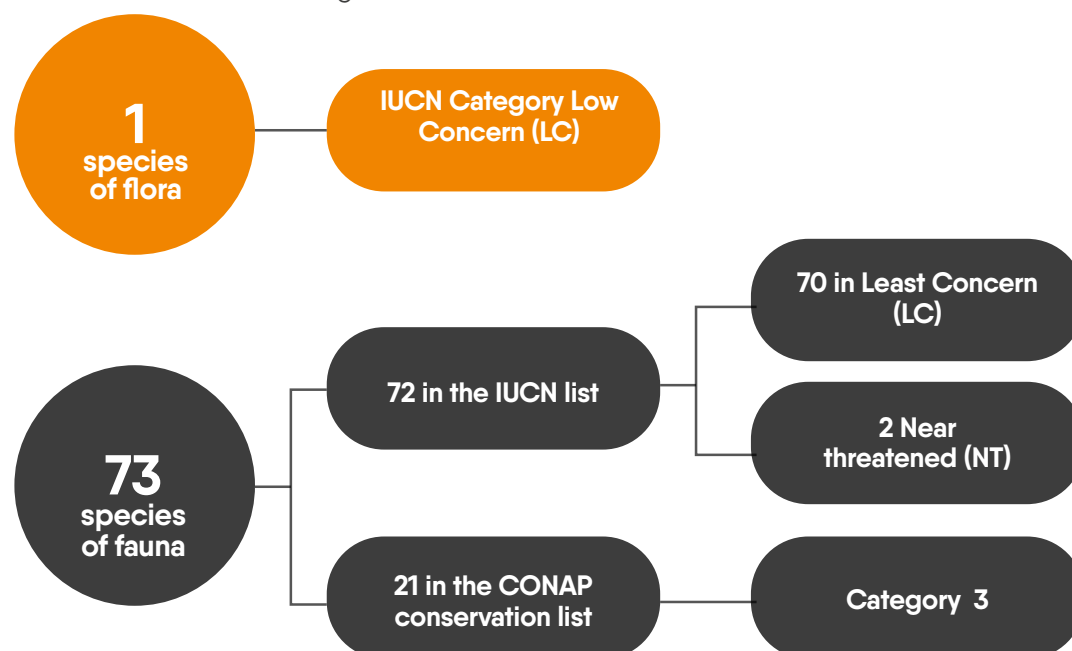 1
species
of flora
IUCN Category Low
Concern (LC)
73
species
of fauna
72 in the IUCN list
70 in Least Concern
(LC)
2 Near
threatened (NT)
21 in the CONAP
conservation list
Category 3